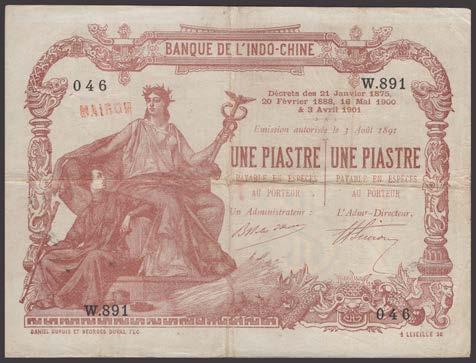 BANQUE DE L'INDO-CHINE
046
W.891
HAIPHONG
Décrets des 21 Janvier 1875,
20 Février 1888, 16 Mai 1900
& 3 Avril 1901
Emission autorisée le 3 Août 1891
UNE PIASTRE UNE PIASTRE
PAYABLE EN ESPÈCES PAYABLE EN ESPÈCES
AU PORTEUR. AU PORTEUR.
Un Administrateur: L'Admr-Directeur,
W.891
046
DANIEL DUPUIS ET GEORGES DUVAL FEC.